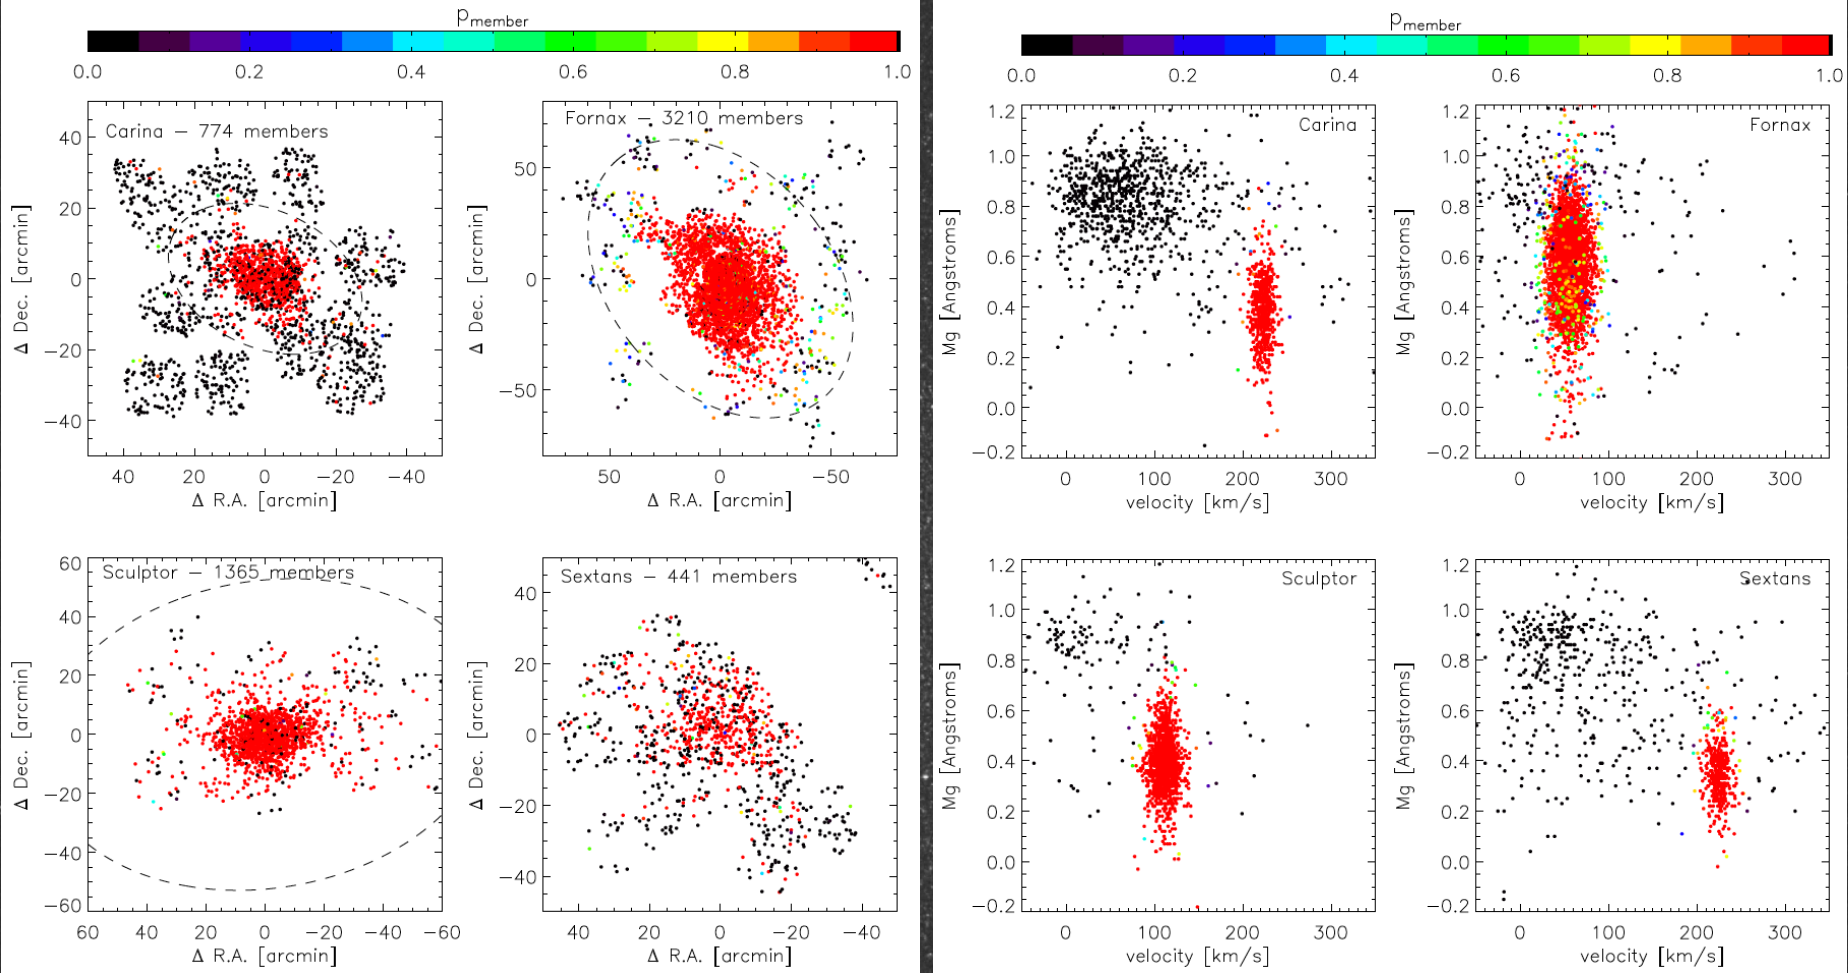 p_member
0.0 0.2 0.4 0.6 0.8 1.0
Carina – 774 members
40
20
0
−20
−40
Δ Dec. [arcmin]
40 20 0 −20 −40
Δ R.A. [arcmin]
Fornax – 3210 members
50
0
−50
Δ Dec. [arcmin]
50 0 −50
Δ R.A. [arcmin]
Sculptor – 1365 members
60
40
20
0
−20
−40
−60
Δ Dec. [arcmin]
60 40 20 0 −20 −40 −60
Δ R.A. [arcmin]
Sextans – 441 members
40
20
0
−20
−40
Δ Dec. [arcmin]
40 20 0 −20 −40
Δ R.A. [arcmin]
p_member
0.0 0.2 0.4 0.6 0.8 1.0
Carina
1.2
1.0
0.8
0.6
0.4
0.2
0.0
−0.2
Mg [Angstroms]
0 100 200 300
velocity [km/s]
Fornax
1.2
1.0
0.8
0.6
0.4
0.2
0.0
−0.2
Mg [Angstroms]
0 100 200 300
velocity [km/s]
Sculptor
1.2
1.0
0.8
0.6
0.4
0.2
0.0
−0.2
Mg [Angstroms]
0 100 200 300
velocity [km/s]
Sextans
1.2
1.0
0.8
0.6
0.4
0.2
0.0
−0.2
Mg [Angstroms]
0 100 200 300
velocity [km/s]